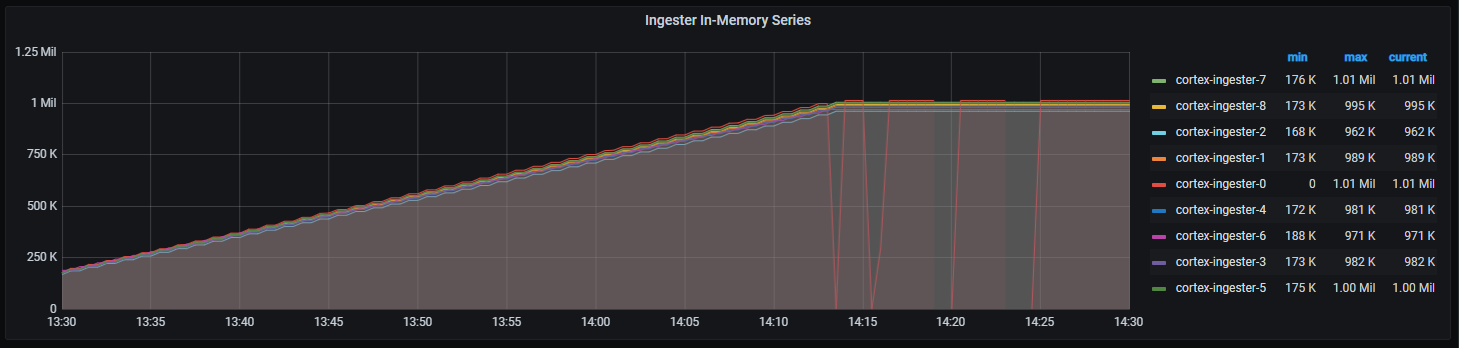 Ingester In-Memory Series
1.25 Mil
1 Mil
750 K
500 K
250 K
0
13:30 13:35 13:40 13:45 13:50 13:55 14:00 14:05 14:10 14:15 14:20 14:25 14:30
min max current
cortex-ingester-7 176 K 1.01 Mil 1.01 Mil
cortex-ingester-8 173 K 995 K 995 K
cortex-ingester-2 168 K 962 K 962 K
cortex-ingester-1 173 K 989 K 989 K
cortex-ingester-0 0 1.01 Mil 1.01 Mil
cortex-ingester-4 172 K 981 K 981 K
cortex-ingester-6 188 K 971 K 971 K
cortex-ingester-3 173 K 982 K 982 K
cortex-ingester-5 175 K 1.00 Mil 1.00 Mil